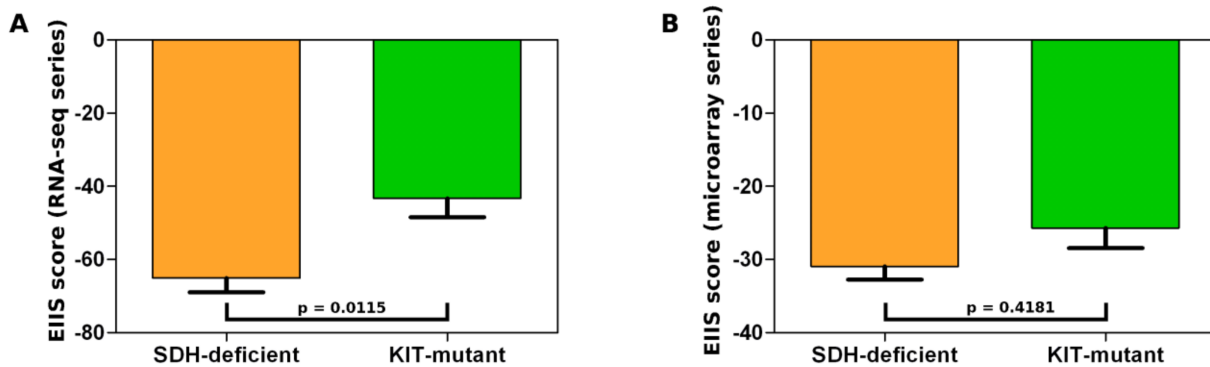 A
EIIS score (RNA-seq series)
0
-20
-40
-60
-80
p = 0.0115
SDH-deficient
KIT-mutant
B
EIIS score (microarray series)
0
-10
-20
-30
-40
p = 0.4181
SDH-deficient
KIT-mutant